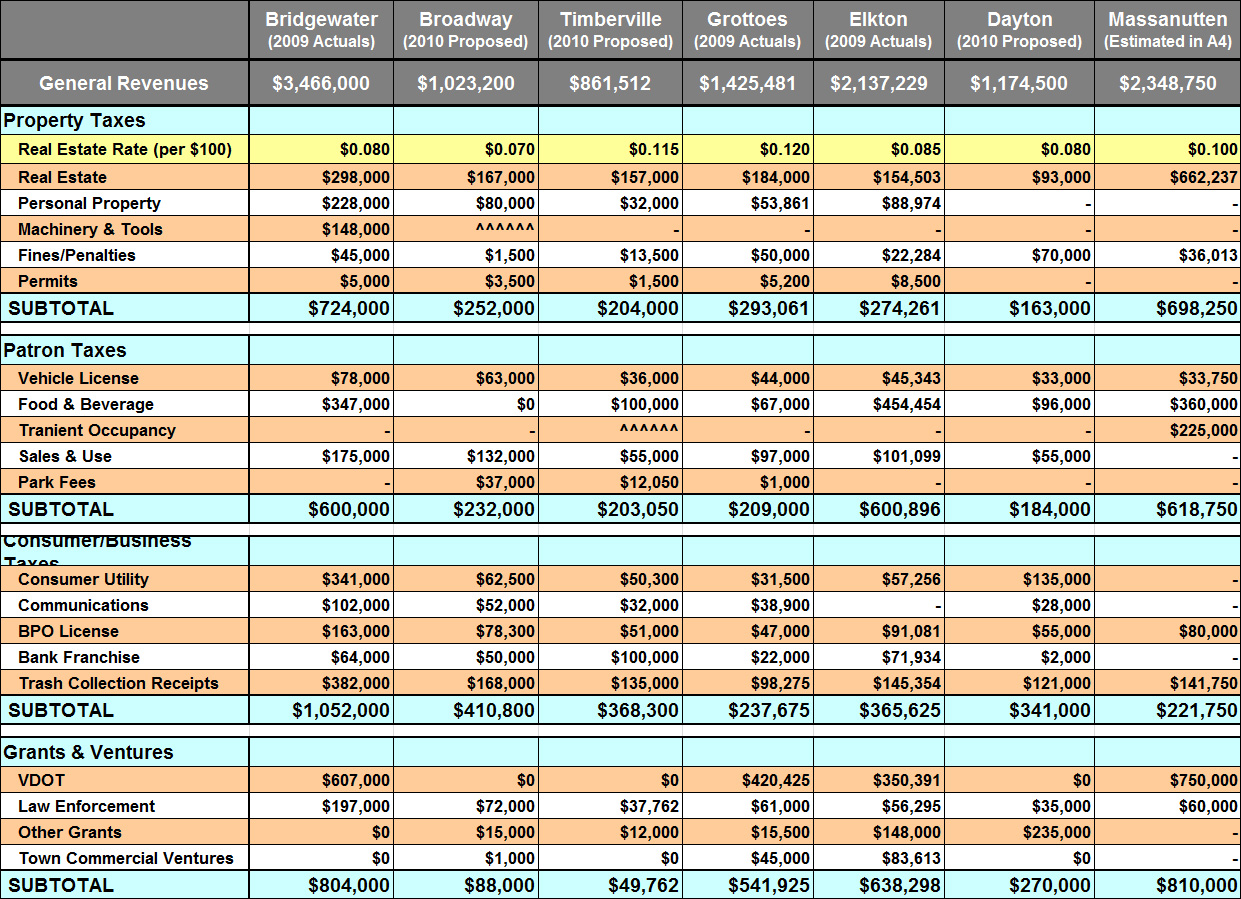 Bridgewater Broadway Timberville Grottoes Elkton Dayton Massanutten
(2009 Actuals) (2010 Proposed) (2010 Proposed) (2009 Actuals) (2009 Actuals) (2010 Proposed) (Estimated in A4)
General Revenues $3,466,000 $1,023,200 $861,512 $1,425,481 $2,137,229 $1,174,500 $2,348,750
Property Taxes
Real Estate Rate (per $100) $0.080 $0.070 $0.115 $0.120 $0.085 $0.080 $0.100
Real Estate $298,000 $167,000 $157,000 $184,000 $154,503 $93,000 $662,237
Personal Property $228,000 $80,000 $32,000 $53,861 $88,974 - -
Machinery & Tools $148,000 ^^^^^^ - - - - -
Fines/Penalties $45,000 $1,500 $13,500 $50,000 $22,284 $70,000 $36,013
Permits $5,000 $3,500 $1,500 $5,200 $8,500 - -
SUBTOTAL $724,000 $252,000 $204,000 $293,061 $274,261 $163,000 $698,250
Patron Taxes
Vehicle License $78,000 $63,000 $36,000 $44,000 $45,343 $33,000 $33,750
Food & Beverage $347,000 $0 $100,000 $67,000 $454,454 $96,000 $360,000
Tranient Occupancy - - ^^^^^^ - - - $225,000
Sales & Use $175,000 $132,000 $55,000 $97,000 $101,099 $55,000 -
Park Fees - $37,000 $12,050 $1,000 - - -
SUBTOTAL $600,000 $232,000 $203,050 $209,000 $600,896 $184,000 $618,750
Consumer/Business
Taxes
Consumer Utility $341,000 $62,500 $50,300 $31,500 $57,256 $135,000 -
Communications $102,000 $52,000 $32,000 $38,900 - $28,000 -
BPO License $163,000 $78,300 $51,000 $47,000 $91,081 $55,000 $80,000
Bank Franchise $64,000 $50,000 $100,000 $22,000 $71,934 $2,000 -
Trash Collection Receipts $382,000 $168,000 $135,000 $98,275 $145,354 $121,000 $141,750
SUBTOTAL $1,052,000 $410,800 $368,300 $237,675 $365,625 $341,000 $221,750
Grants & Ventures
VDOT $607,000 $0 $0 $420,425 $350,391 $0 $750,000
Law Enforcement $197,000 $72,000 $37,762 $61,000 $56,295 $35,000 $60,000
Other Grants $0 $15,000 $12,000 $15,500 $148,000 $235,000 -
Town Commercial Ventures $0 $1,000 $0 $45,000 $83,613 $0 -
SUBTOTAL $804,000 $88,000 $49,762 $541,925 $638,298 $270,000 $810,000